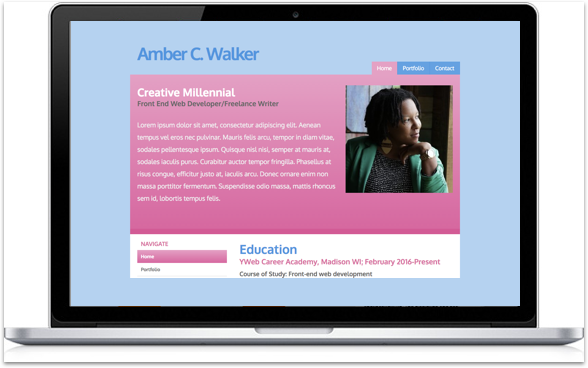 Amber C. Walker
Home Portfolio Contact
Creative Millennial
Front End Web Developer/Freelance Writer
Lorem ipsum dolor sit amet, consectetur adipiscing elit. Aenean
tempus vel eros nec pulvinar. Mauris felis arcu, tempor in diam vitae,
sodales pellentesque ipsum. Quisque nisl nisi, semper at mauris at,
sodales iaculis purus. Curabitur auctor tempor fringilla. Phasellus at
risus congue, efficitur justo at, iaculis arcu. Donec ornare enim non
massa porttitor fermentum. Suspendisse odio massa, mattis rhoncus
sem id, lobortis tempus felis.
NAVIGATE
Home
Portfolio
Education
YWeb Career Academy, Madison WI; February 2016-Present
Course of Study: Front-end web development